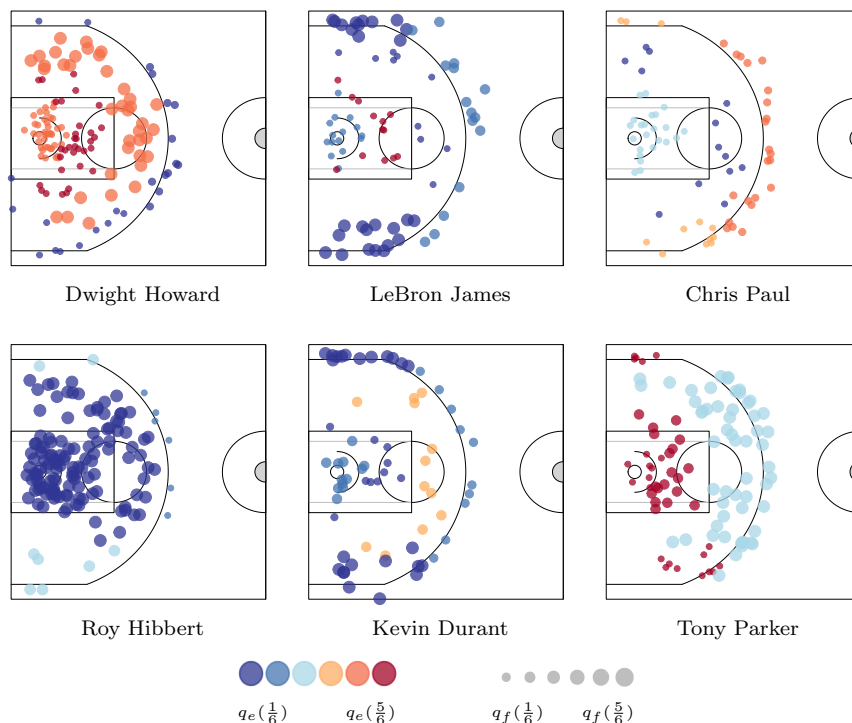 Dwight Howard LeBron James Chris Paul
Roy Hibbert Kevin Durant Tony Parker
q_e(1/6) q_e(5/6) q_f(1/6) q_f(5/6)